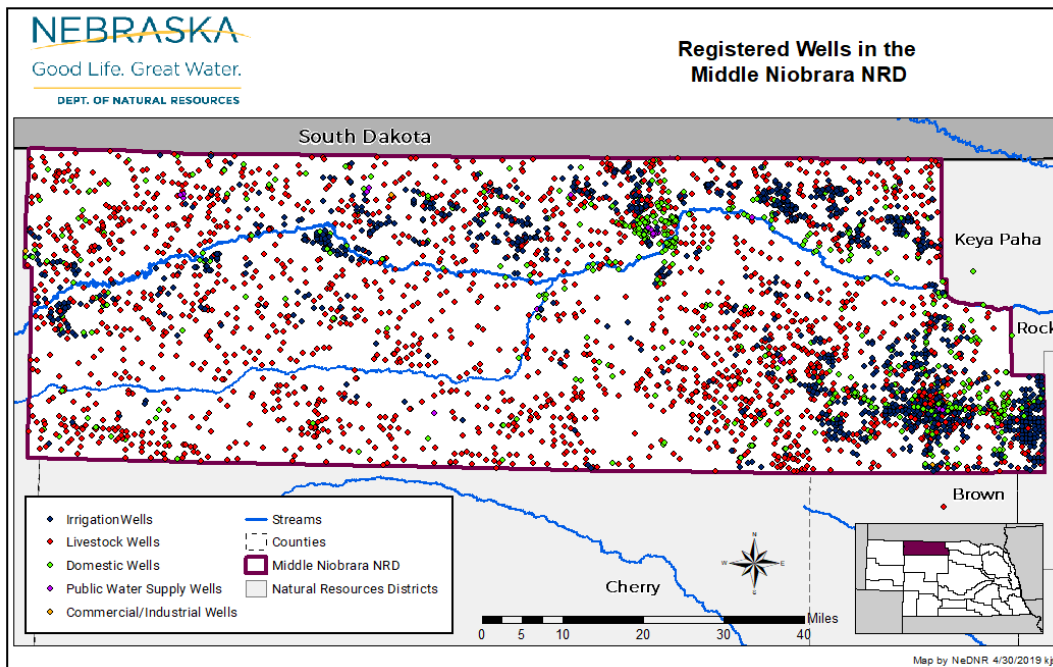 NEBRASKA
Good Life. Great Water.
DEPT. OF NATURAL RESOURCES
Registered Wells in the
Middle Niobrara NRD
South Dakota
Keya Paha
Rock
Brown
Cherry
IrrigationWells
Livestock Wells
Domestic Wells
Public Water Supply Wells
Commercial/Industrial Wells
Streams
Counties
Middle Niobrara NRD
Natural Resources Districts
N
W
E
S
Miles
0 5 10 20 30 40
Map by NeDNR 4/30/2019 kj